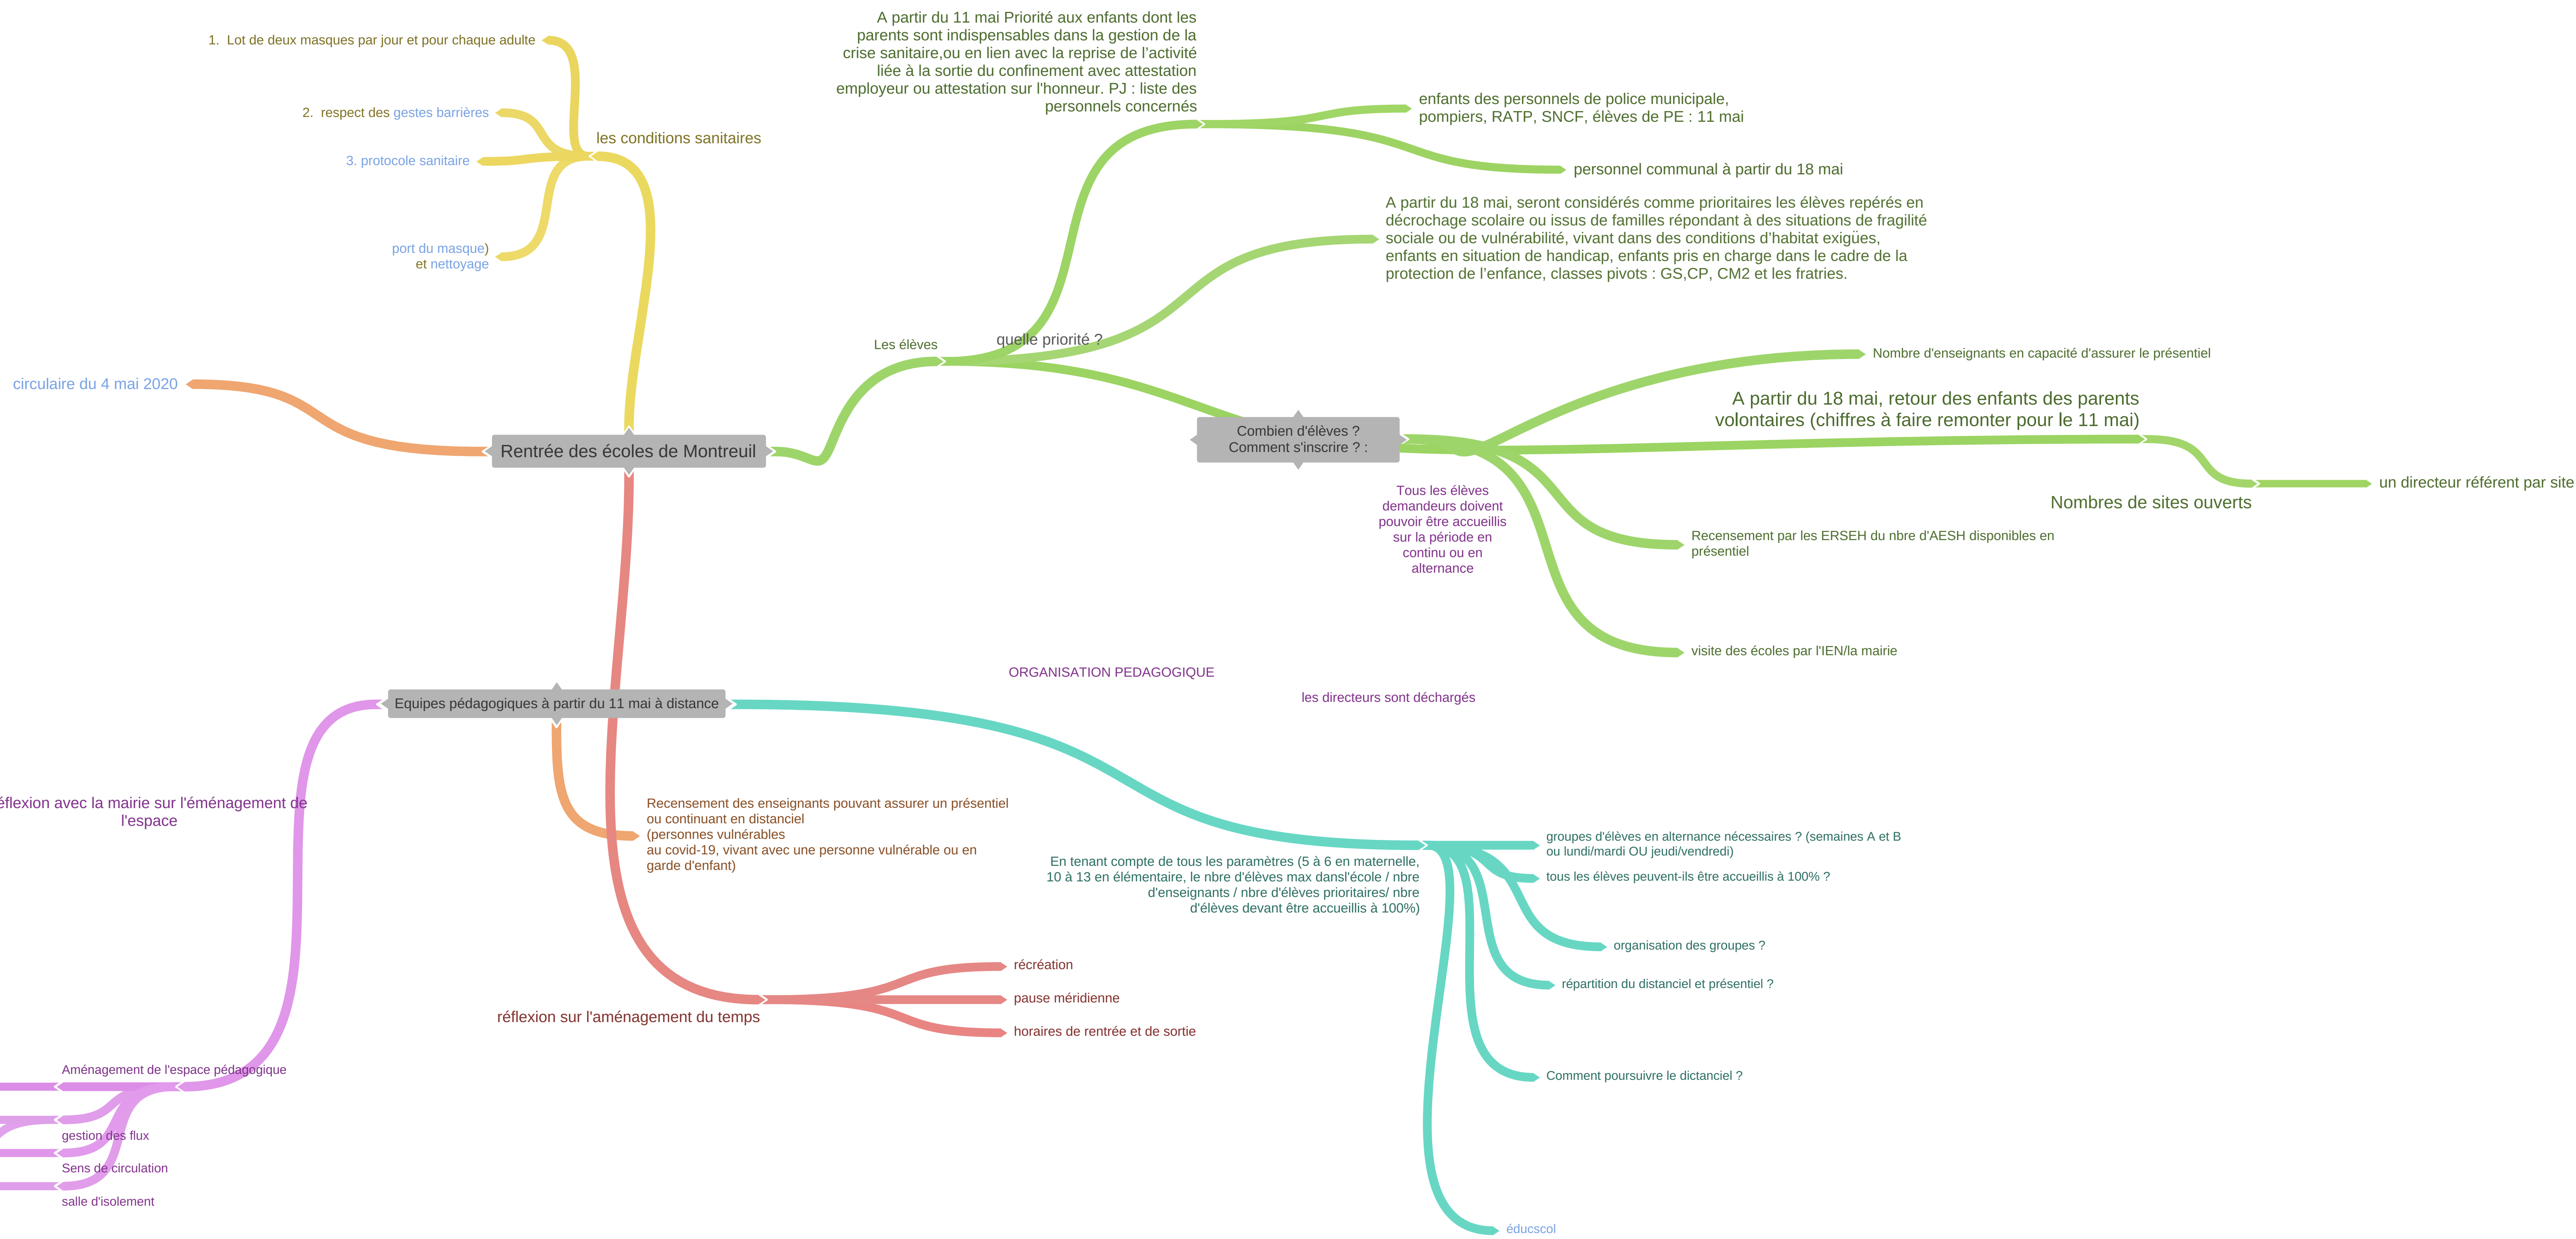 1.  Lot de deux masques par jour et pour chaque adulte
2.  respect des gestes barrières
3. protocole sanitaire
port du masque)
et nettoyage
les conditions sanitaires
circulaire du 4 mai 2020
Rentrée des écoles de Montreuil
Les élèves
quelle priorité ?
A partir du 11 mai Priorité aux enfants dont les
parents sont indispensables dans la gestion de la
crise sanitaire,ou en lien avec la reprise de l’activité
liée à la sortie du confinement avec attestation
employeur ou attestation sur l'honneur. PJ : liste des
personnels concernés
enfants des personnels de police municipale,
pompiers, RATP, SNCF, élèves de PE : 11 mai
personnel communal à partir du 18 mai
A partir du 18 mai, seront considérés comme prioritaires les élèves repérés en
décrochage scolaire ou issus de familles répondant à des situations de fragilité
sociale ou de vulnérabilité, vivant dans des conditions d’habitat exigües,
enfants en situation de handicap, enfants pris en charge dans le cadre de la
protection de l’enfance, classes pivots : GS,CP, CM2 et les fratries.
Combien d'élèves ?
Comment s'inscrire ? :
Nombre d'enseignants en capacité d'assurer le présentiel
A partir du 18 mai, retour des enfants des parents
volontaires (chiffres à faire remonter pour le 11 mai)
Nombres de sites ouverts
un directeur référent par site
Tous les élèves
demandeurs doivent
pouvoir être accueillis
sur la période en
continu ou en
alternance
Recensement par les ERSEH du nbre d'AESH disponibles en
présentiel
visite des écoles par l'IEN/la mairie
ORGANISATION PEDAGOGIQUE
les directeurs sont déchargés
Equipes pédagogiques à partir du 11 mai à distance
éflexion avec la mairie sur l'éménagement de
l'espace
Recensement des enseignants pouvant assurer un présentiel
ou continuant en distanciel
(personnes vulnérables
au covid-19, vivant avec une personne vulnérable ou en
garde d'enfant)
En tenant compte de tous les paramètres (5 à 6 en maternelle,
10 à 13 en élémentaire, le nbre d'élèves max dansl'école / nbre
d'enseignants / nbre d'élèves prioritaires/ nbre
d'élèves devant être accueillis à 100%)
groupes d'élèves en alternance nécessaires ? (semaines A et B
ou lundi/mardi OU jeudi/vendredi)
tous les élèves peuvent-ils être accueillis à 100% ?
organisation des groupes ?
répartition du distanciel et présentiel ?
Comment poursuivre le dictanciel ?
éducscol
réflexion sur l'aménagement du temps
récréation
pause méridienne
horaires de rentrée et de sortie
Aménagement de l'espace pédagogique
gestion des flux
Sens de circulation
salle d'isolement